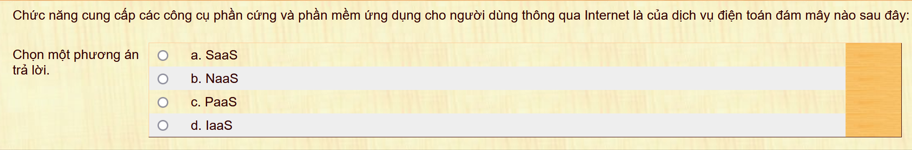 Chức năng cung cấp các công cụ phần cứng và phần mềm ứng dụng cho người dùng thông qua Internet là của dịch vụ điện toán đám mây nào sau đây:
Chọn một phương án
trả lời.
a. SaaS
b. NaaS
c. PaaS
d. IaaS